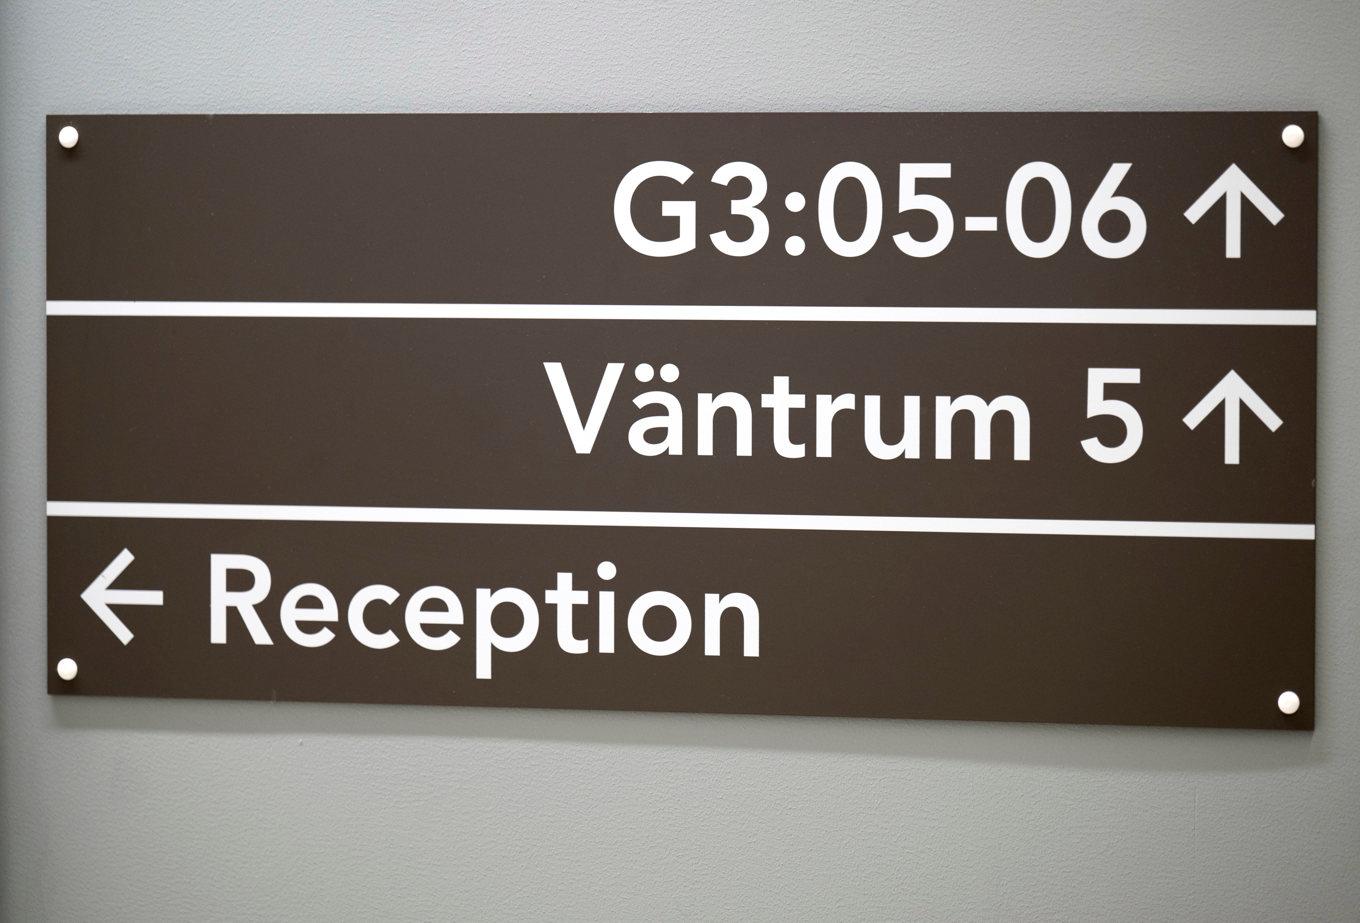 G3:05-06 ↑
Väntrum 5 ↑
← Reception